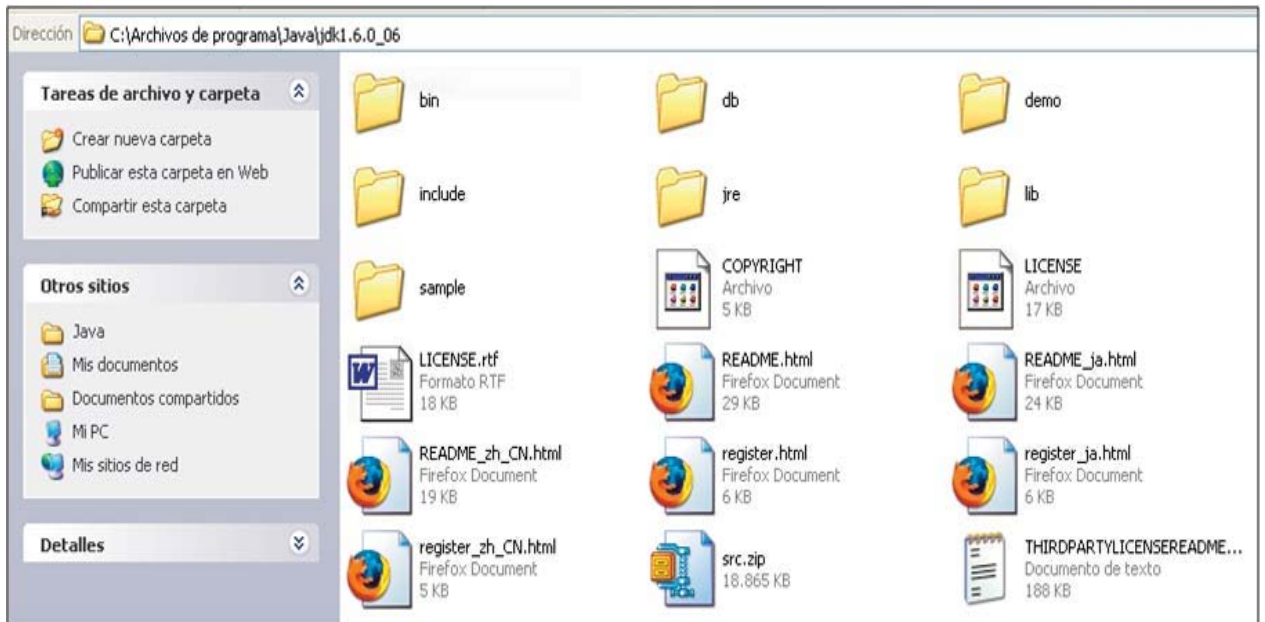 Dirección C:\Archivos de programa\Java\jdk1.6.0_06
Tareas de archivo y carpeta
Crear nueva carpeta
Publicar esta carpeta en Web
Compartir esta carpeta
Otros sitios
Java
Mis documentos
Documentos compartidos
Mi PC
Mis sitios de red
Detalles
bin
db
demo
include
jre
lib
sample
COPYRIGHT
Archivo
5 KB
LICENSE
Archivo
17 KB
LICENSE.rtf
Formato RTF
18 KB
README.html
Firefox Document
29 KB
README_ja.html
Firefox Document
24 KB
README_zh_CN.html
Firefox Document
19 KB
register.html
Firefox Document
6 KB
register_ja.html
Firefox Document
6 KB
register_zh_CN.html
Firefox Document
5 KB
src.zip
18.865 KB
THIRDPARTYLICENSEREADME...
Documento de texto
188 KB